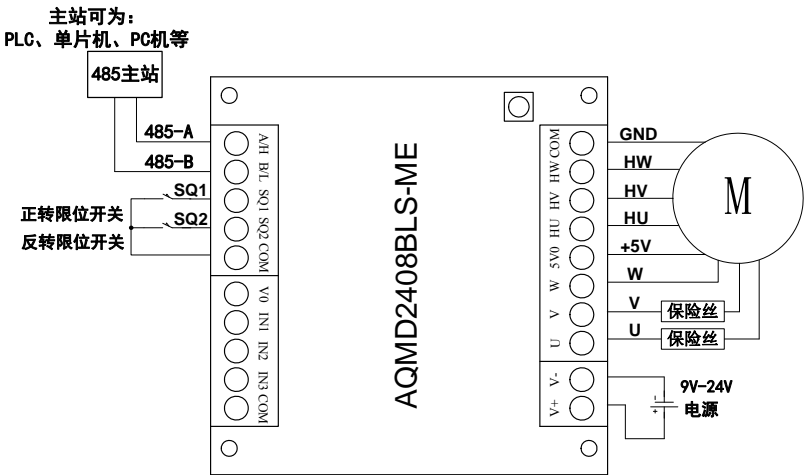 主站可为:
PLC、单片机、PC机等
485主站
485-A
485-B
SQ1
SQ2
正转限位开关
反转限位开关
A/H
B/L
SQ1
SQ2
COM
V0
IN1
IN2
IN3
COM
AQMD2408BLS-ME
COM
HW
HV
HU
5V0
W
V
U
V-
V+
GND
HW
HV
HU
+5V
W
V
保险丝
U
保险丝
M
9V-24V
电源
-
+